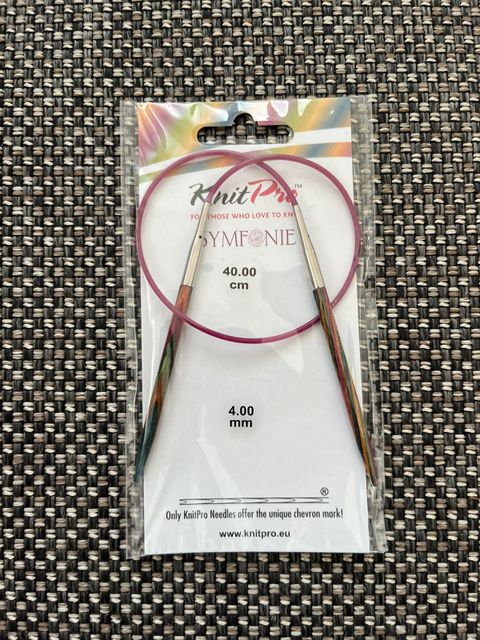 KnitPro™
FOR THOSE WHO LOVE TO KNIT
SYMFONIE
40.00
cm
4.00
mm
®
Only KnitPro Needles offer the unique chevron mark!
www.knitpro.eu